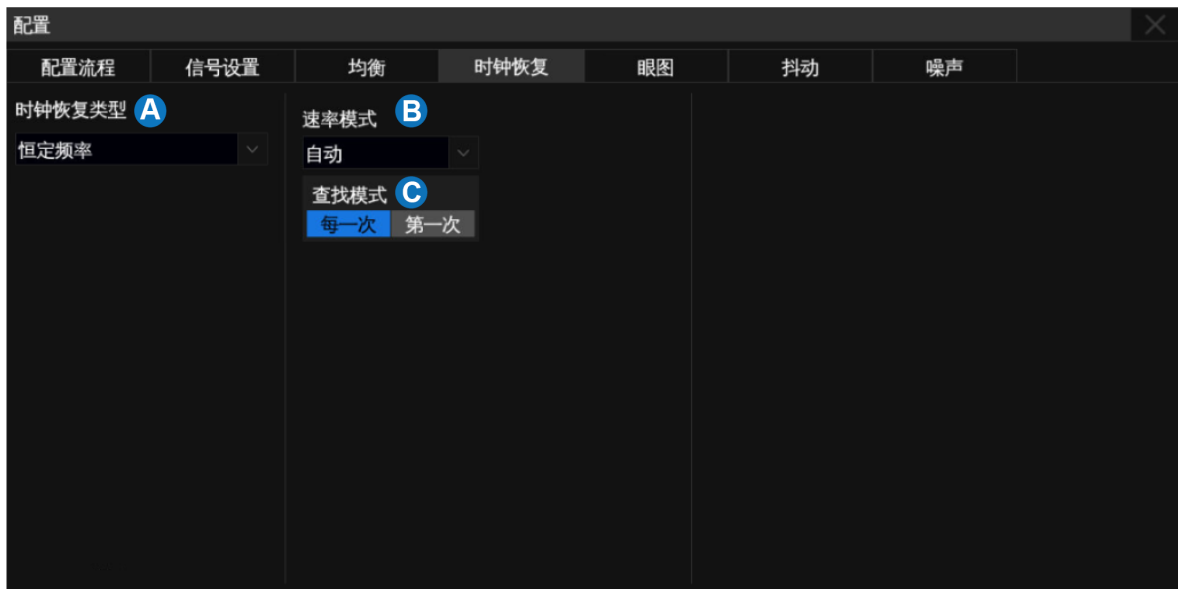 配置
配置流程 信号设置 均衡 时钟恢复 眼图 抖动 噪声
时钟恢复类型 A
恒定频率
速率模式 B
自动
查找模式 C
每一次 第一次